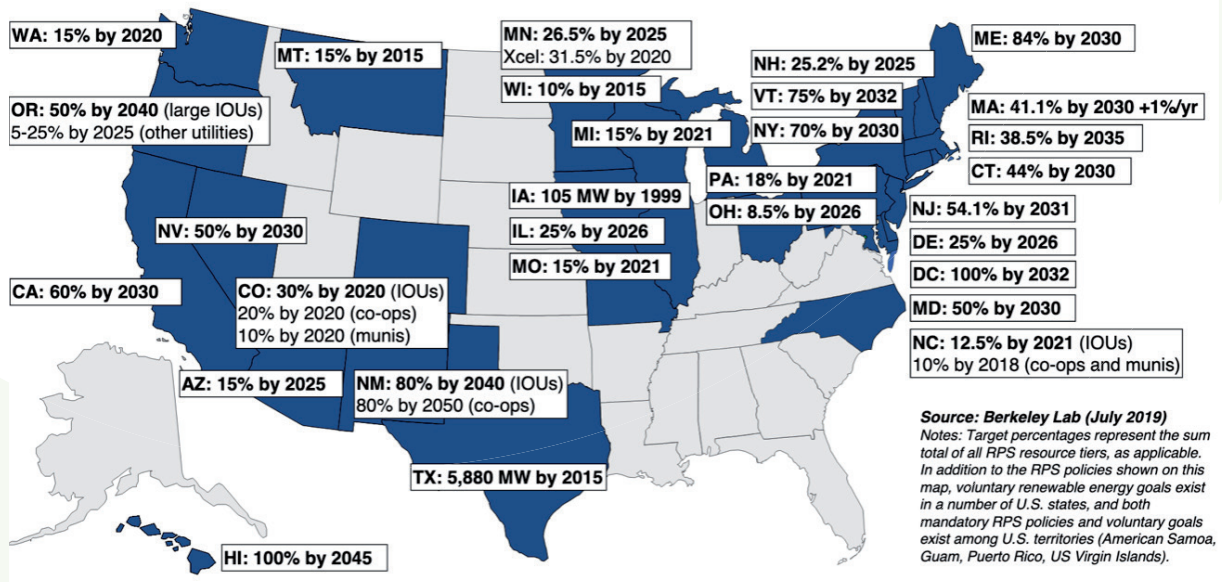 WA: 15% by 2020
MT: 15% by 2015
MN: 26.5% by 2025
Xcel: 31.5% by 2020
ME: 84% by 2030
NH: 25.2% by 2025
WI: 10% by 2015
VT: 75% by 2032
OR: 50% by 2040 (large IOUs)
5-25% by 2025 (other utilities)
MA: 41.1% by 2030 +1%/yr
MI: 15% by 2021
NY: 70% by 2030
RI: 38.5% by 2035
CT: 44% by 2030
PA: 18% by 2021
IA: 105 MW by 1999
OH: 8.5% by 2026
NJ: 54.1% by 2031
NV: 50% by 2030
IL: 25% by 2026
DE: 25% by 2026
MO: 15% by 2021
DC: 100% by 2032
CA: 60% by 2030
CO: 30% by 2020 (IOUs)
20% by 2020 (co-ops)
10% by 2020 (munis)
MD: 50% by 2030
NC: 12.5% by 2021 (IOUs)
10% by 2018 (co-ops and munis)
AZ: 15% by 2025
NM: 80% by 2040 (IOUs)
80% by 2050 (co-ops)
TX: 5,880 MW by 2015
HI: 100% by 2045
Source: Berkeley Lab (July 2019)
Notes: Target percentages represent the sum
total of all RPS resource tiers, as applicable.
In addition to the RPS policies shown on this
map, voluntary renewable energy goals exist
in a number of U.S. states, and both
mandatory RPS policies and voluntary goals
exist among U.S. territories (American Samoa,
Guam, Puerto Rico, US Virgin Islands).